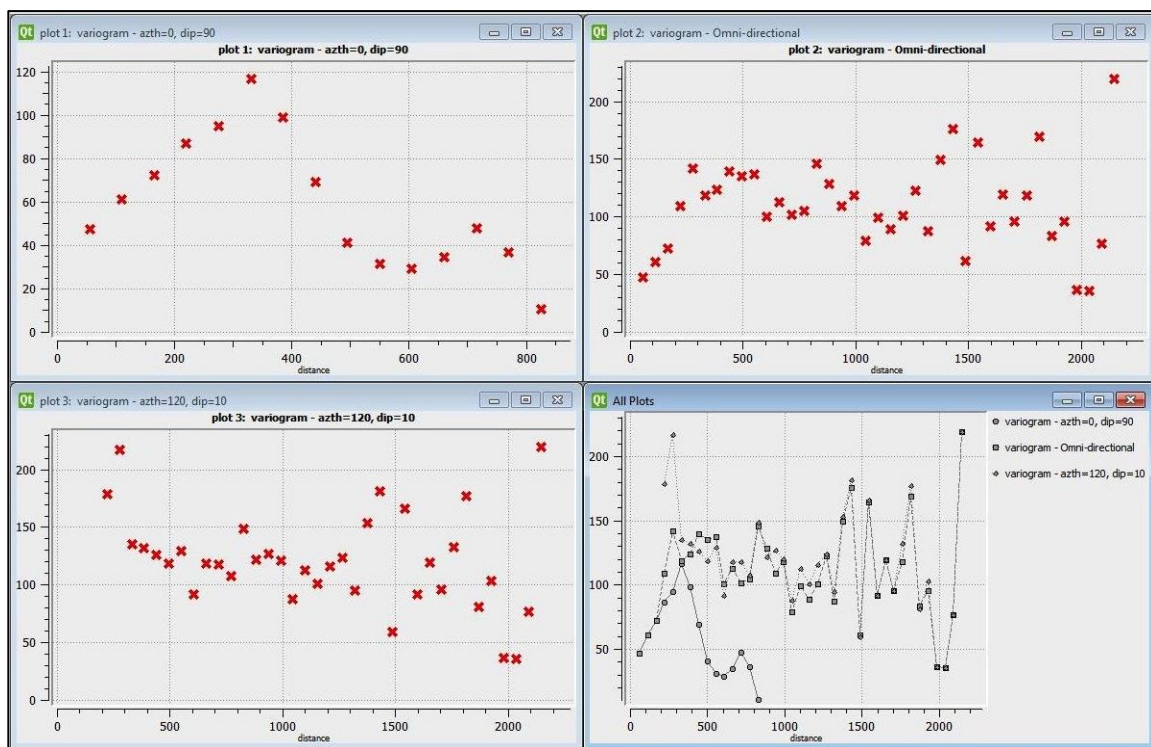 Qt plot 1: variogram - azth=0, dip=90
plot 1: variogram - azth=0, dip=90
120
100
80
60
40
20
0
0 200 400 600 800
distance
Qt plot 2: variogram - Omni-directional
plot 2: variogram - Omni-directional
200
150
100
50
0
0 500 1000 1500 2000
distance
Qt plot 3: variogram - azth=120, dip=10
plot 3: variogram - azth=120, dip=10
200
150
100
50
0
0 500 1000 1500 2000
distance
Qt All Plots
variogram - azth=0, dip=90
variogram - Omni-directional
variogram - azth=120, dip=10
200
150
100
50
0 500 1000 1500 2000
distance